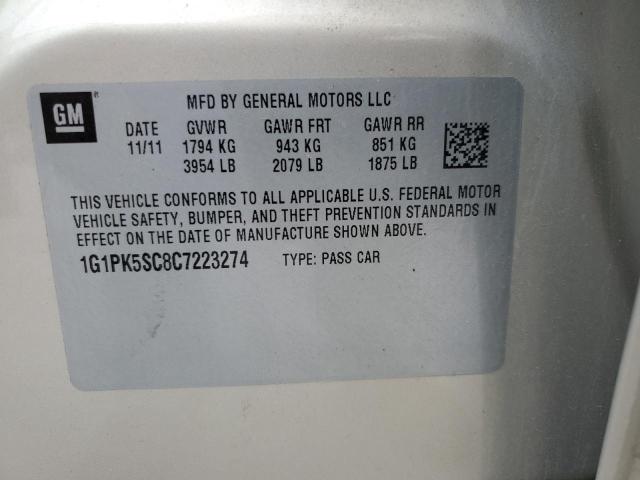 GM
MFD BY GENERAL MOTORS LLC
DATE GVWR GAWR FRT GAWR RR
11/11 1794 KG 943 KG 851 KG
3954 LB 2079 LB 1875 LB
THIS VEHICLE CONFORMS TO ALL APPLICABLE U.S. FEDERAL MOTOR
VEHICLE SAFETY, BUMPER, AND THEFT PREVENTION STANDARDS IN
EFFECT ON THE DATE OF MANUFACTURE SHOWN ABOVE.
1G1PK5SC8C7223274 TYPE: PASS CAR